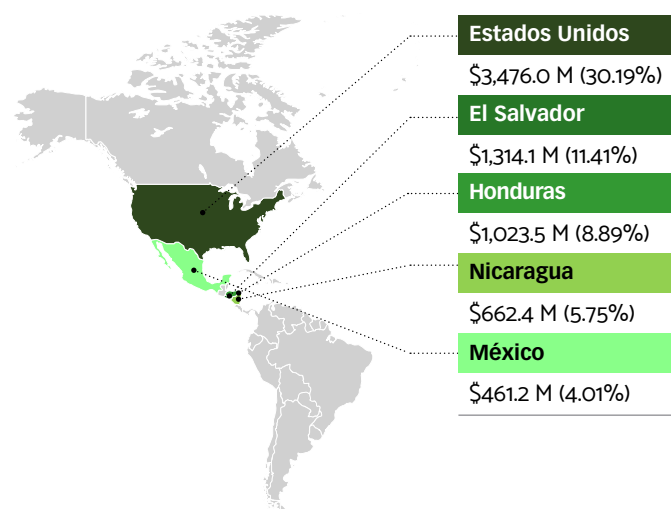 Estados Unidos
$3,476.0 M (30.19%)
El Salvador
$1,314.1 M (11.41%)
Honduras
$1,023.5 M (8.89%)
Nicaragua
$662.4 M (5.75%)
México
$461.2 M (4.01%)